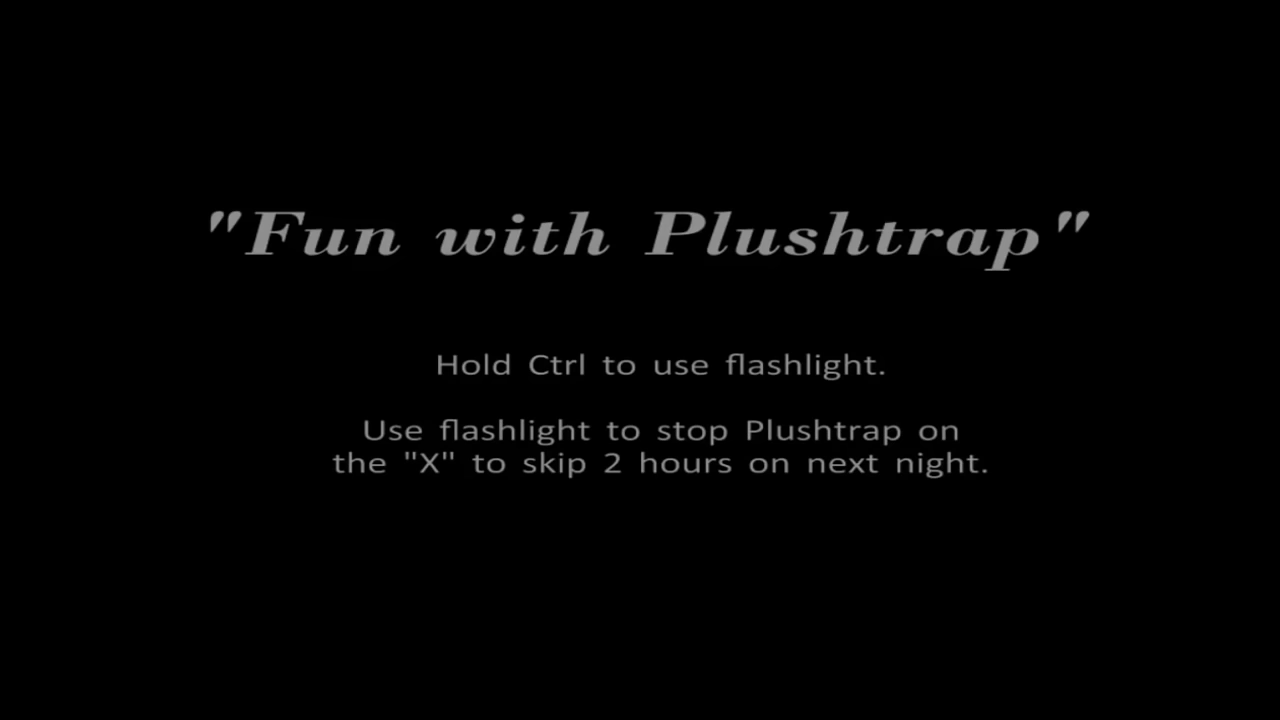 "Fun with Plushtrap"
Hold Ctrl to use flashlight.
Use flashlight to stop Plushtrap on
the "X" to skip 2 hours on next night.